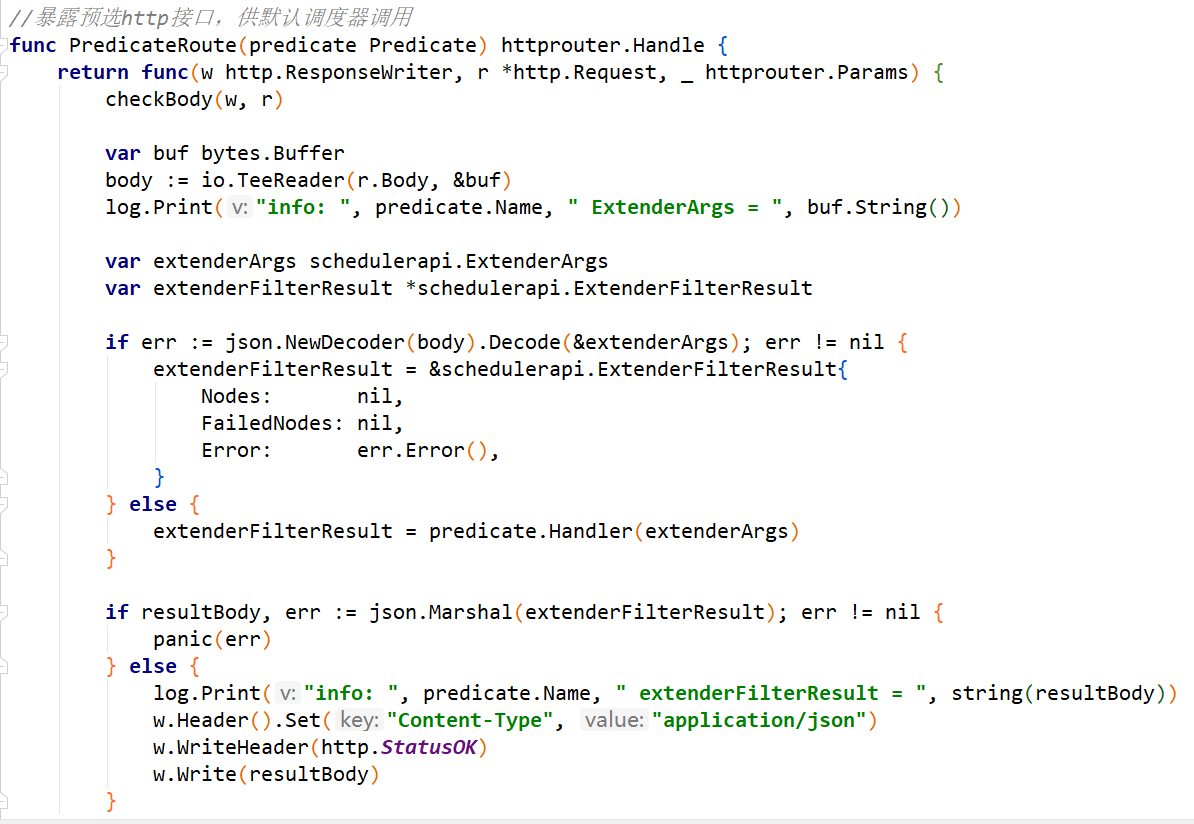 //暴露预选http接口，供默认调度器调用
func PredicateRoute(predicate Predicate) httprouter.Handle {
    return func(w http.ResponseWriter, r *http.Request, _ httprouter.Params) {
        checkBody(w, r)
        var buf bytes.Buffer
        body := io.TeeReader(r.Body, &buf)
        log.Print( v: "info: ", predicate.Name, " ExtenderArgs = ", buf.String())
        var extenderArgs schedulerapi.ExtenderArgs
        var extenderFilterResult *schedulerapi.ExtenderFilterResult
        if err := json.NewDecoder(body).Decode(&extenderArgs); err != nil {
            extenderFilterResult = &schedulerapi.ExtenderFilterResult{
                Nodes:       nil,
                FailedNodes: nil,
                Error:       err.Error(),
            }
        } else {
            extenderFilterResult = predicate.Handler(extenderArgs)
        }
        if resultBody, err := json.Marshal(extenderFilterResult); err != nil {
            panic(err)
        } else {
            log.Print( v: "info: ", predicate.Name, " extenderFilterResult = ", string(resultBody))
            w.Header().Set( key: "Content-Type", value: "application/json")
            w.WriteHeader(http.StatusOK)
            w.Write(resultBody)
        }